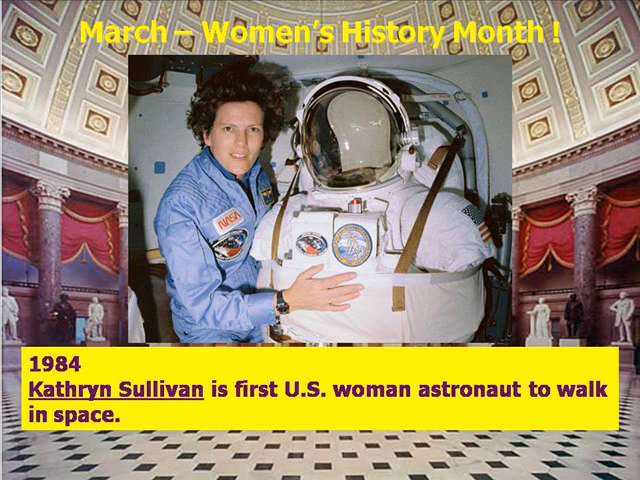 March – Women's History Month !
NASA
1984
Kathryn Sullivan is first U.S. woman astronaut to walk
in space.